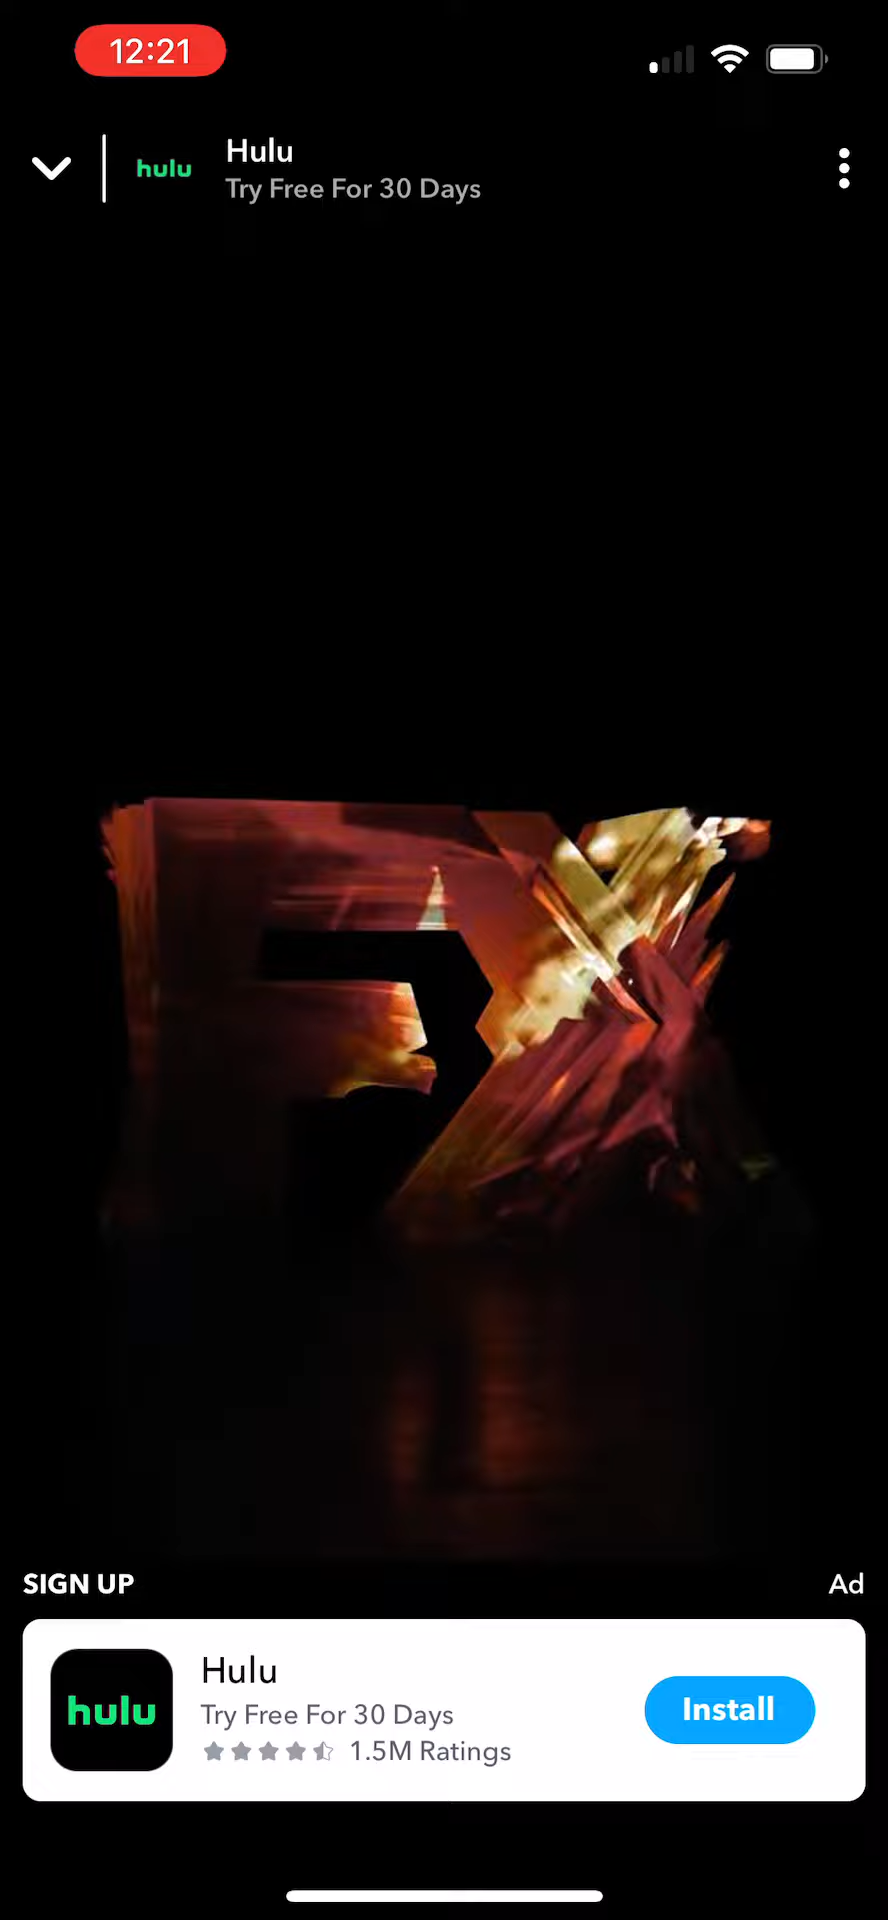 12:21
hulu
Hulu
Try Free For 30 Days
FX
SIGN UP
Ad
hulu
Hulu
Try Free For 30 Days
1.5M Ratings
Install